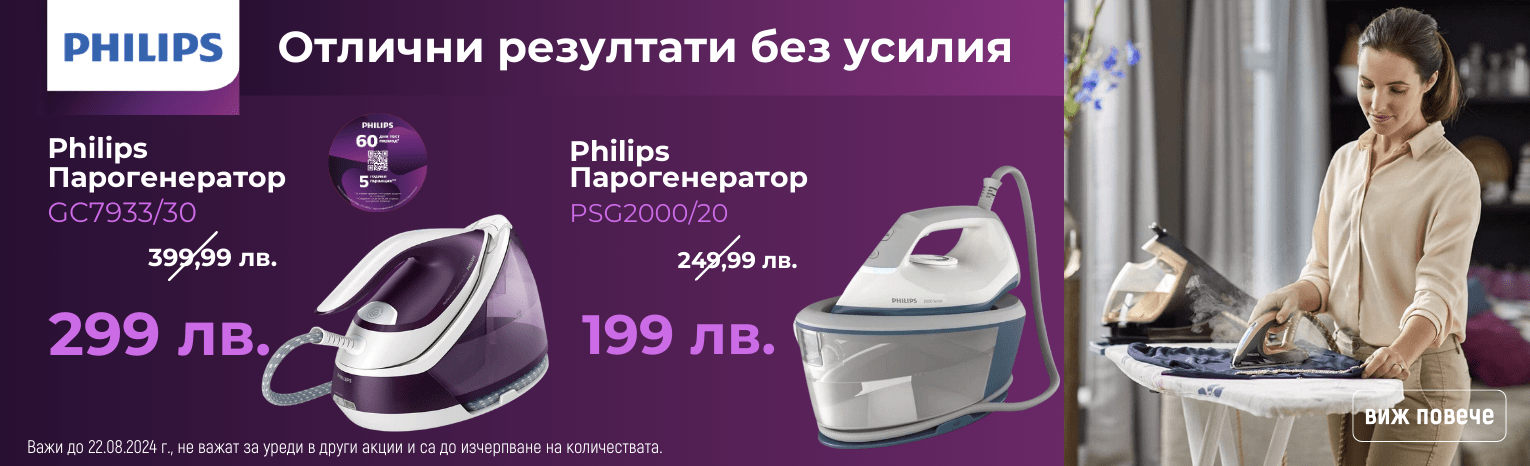 PHILIPS
Отлични резултати без усилия
Philips
Парогенератор
GC7933/30
399,99 лв.
299 лв.
PHILIPS
60
5
PHILIPS
Philips
Парогенератор
PSG2000/20
249,99 лв.
199 лв.
PHILIPS
виж повече
Важи до 22.08.2024 г., не важат за уреди в други акции и са до изчерпване на количествата.